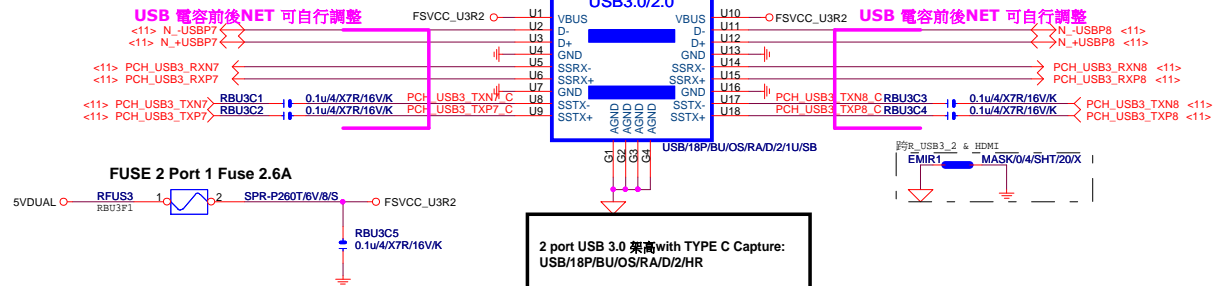 USB3.0/2.0
USB 電容前後NET 可自行調整
FSVCC_U3R2
U1
VBUS
VBUS
U10
FSVCC_U3R2
USB 電容前後NET 可自行調整
<11> N_-USBP7
U2
D-
D-
U11
N_-USBP8 <11>
<11> N_+USBP7
U3
D+
D+
U12
N_+USBP8 <11>
U4
GND
GND
U13
<11> PCH_USB3_RXN7
U5
SSRX-
SSRX-
U14
PCH_USB3_RXN8 <11>
<11> PCH_USB3_RXP7
U6
SSRX+
SSRX+
U15
PCH_USB3_RXP8 <11>
U7
GND
GND
U16
<11> PCH_USB3_TXN7
RBU3C1
0.1u/4/X7R/16V/K
PCH_USB3_TXN7_C
U8
SSTX-
SSTX-
U17
PCH_USB3_TXN8_C
RBU3C3
0.1u/4/X7R/16V/K
PCH_USB3_TXN8 <11>
<11> PCH_USB3_TXP7
RBU3C2
0.1u/4/X7R/16V/K
PCH_USB3_TXP7_C
U9
SSTX+
SSTX+
U18
PCH_USB3_TXP8_C
RBU3C4
0.1u/4/X7R/16V/K
PCH_USB3_TXP8 <11>
AGND
AGND
AGND
AGND
G1
G2
G3
G4
USB/18P/BU/OS/RA/D/2/1U/SB
跨R_USB3_2 & HDMI
EMIR1
MASK/0/4/SHT/20/X
FUSE 2 Port 1 Fuse 2.6A
5VDUAL
RFUS3
RBU3F1
1
2
SPR-P260T/6V/8/S
FSVCC_U3R2
RBU3C5
0.1u/4/X7R/16V/K
2 port USB 3.0 架高with TYPE C Capture:
USB/18P/BU/OS/RA/D/2/HR